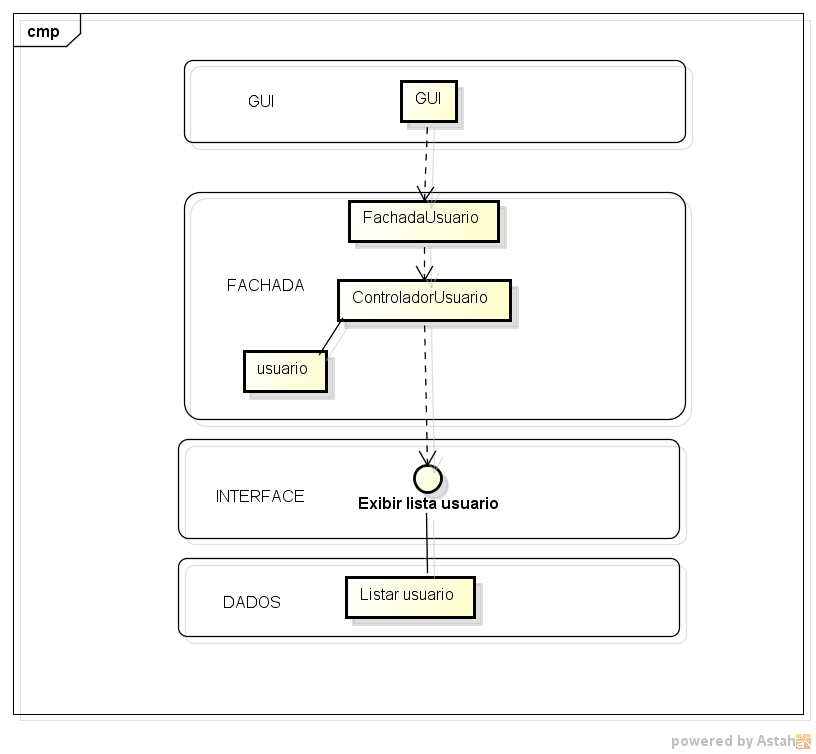 cmp
GUI
GUI
FachadaUsuario
FACHADA
ControladorUsuario
usuario
INTERFACE
Exibir lista usuario
DADOS
Listar usuario
powered by Astah